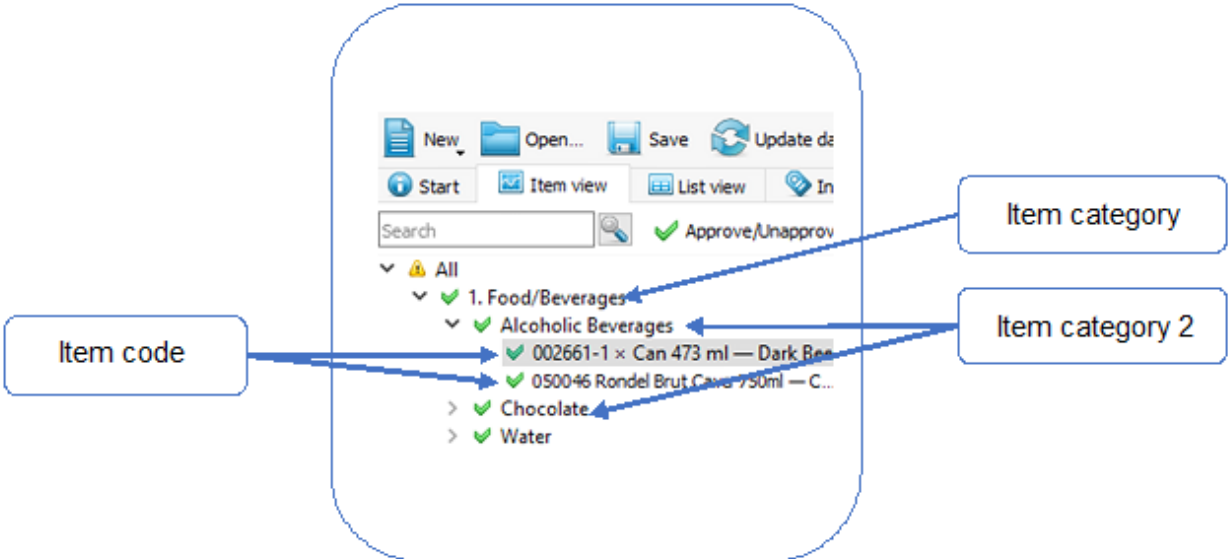 New Open... Save Update da
Start Item view List view In
Search Approve/Unapprov
All
1. Food/Beverages
Alcoholic Beverages
002661-1 × Can 473 ml — Dark Bee
050046 Rondel Brut Cava 750ml — C...
Chocolate
Water
Item category
Item category 2
Item code